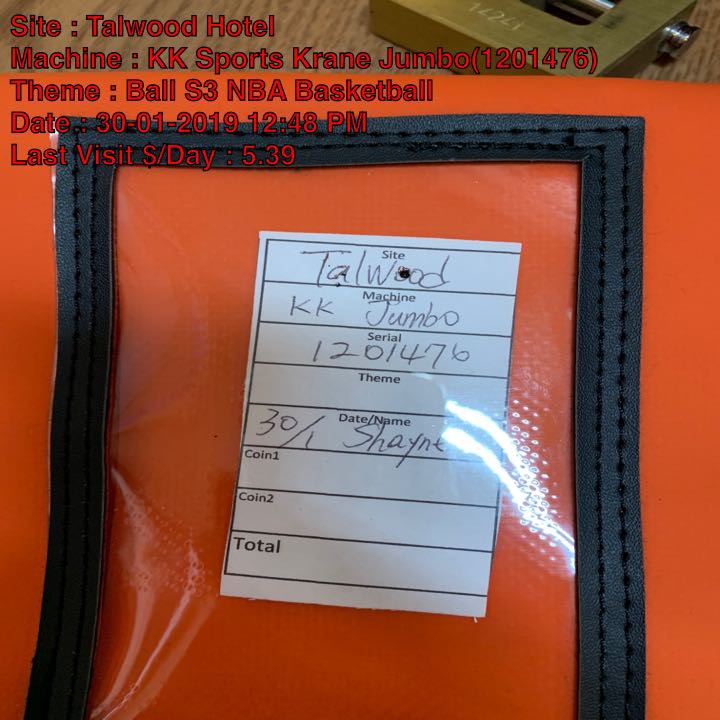 Site : Talwood Hotel
Machine : KK Sports Krane Jumbo(1201476)
Theme : Ball S3 NBA Basketball
Date : 30-01-2019 12:48 PM
Last Visit $/Day : 5.39
Site
Talwood
Machine
KK Jumbo
Serial
1201476
Theme
Date/Name
30/1 Shayne
Coin1
Coin2
Total